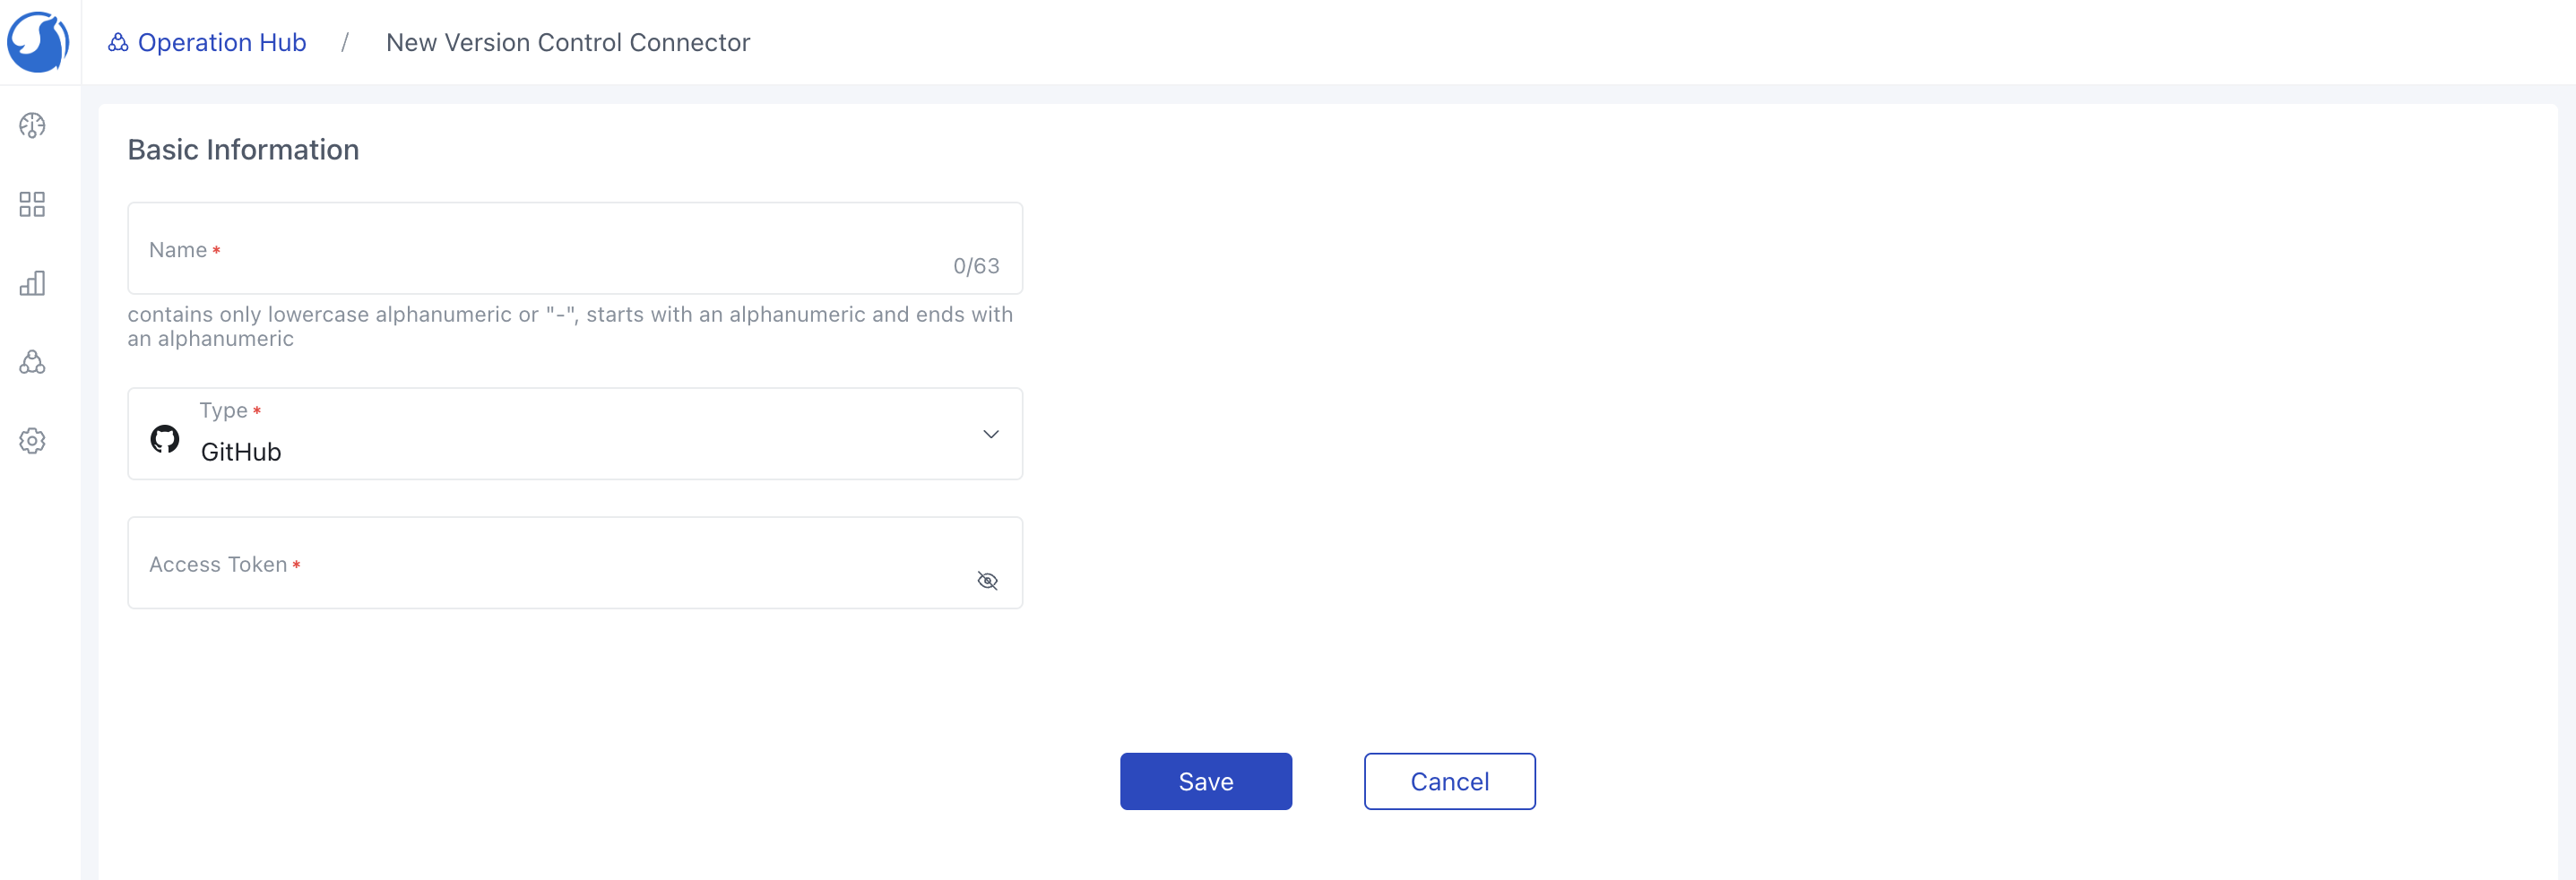 Operation Hub / New Version Control Connector
Basic Information
Name *
0/63
contains only lowercase alphanumeric or "-", starts with an alphanumeric and ends with
an alphanumeric
Type *
GitHub
Access Token *
Save Cancel